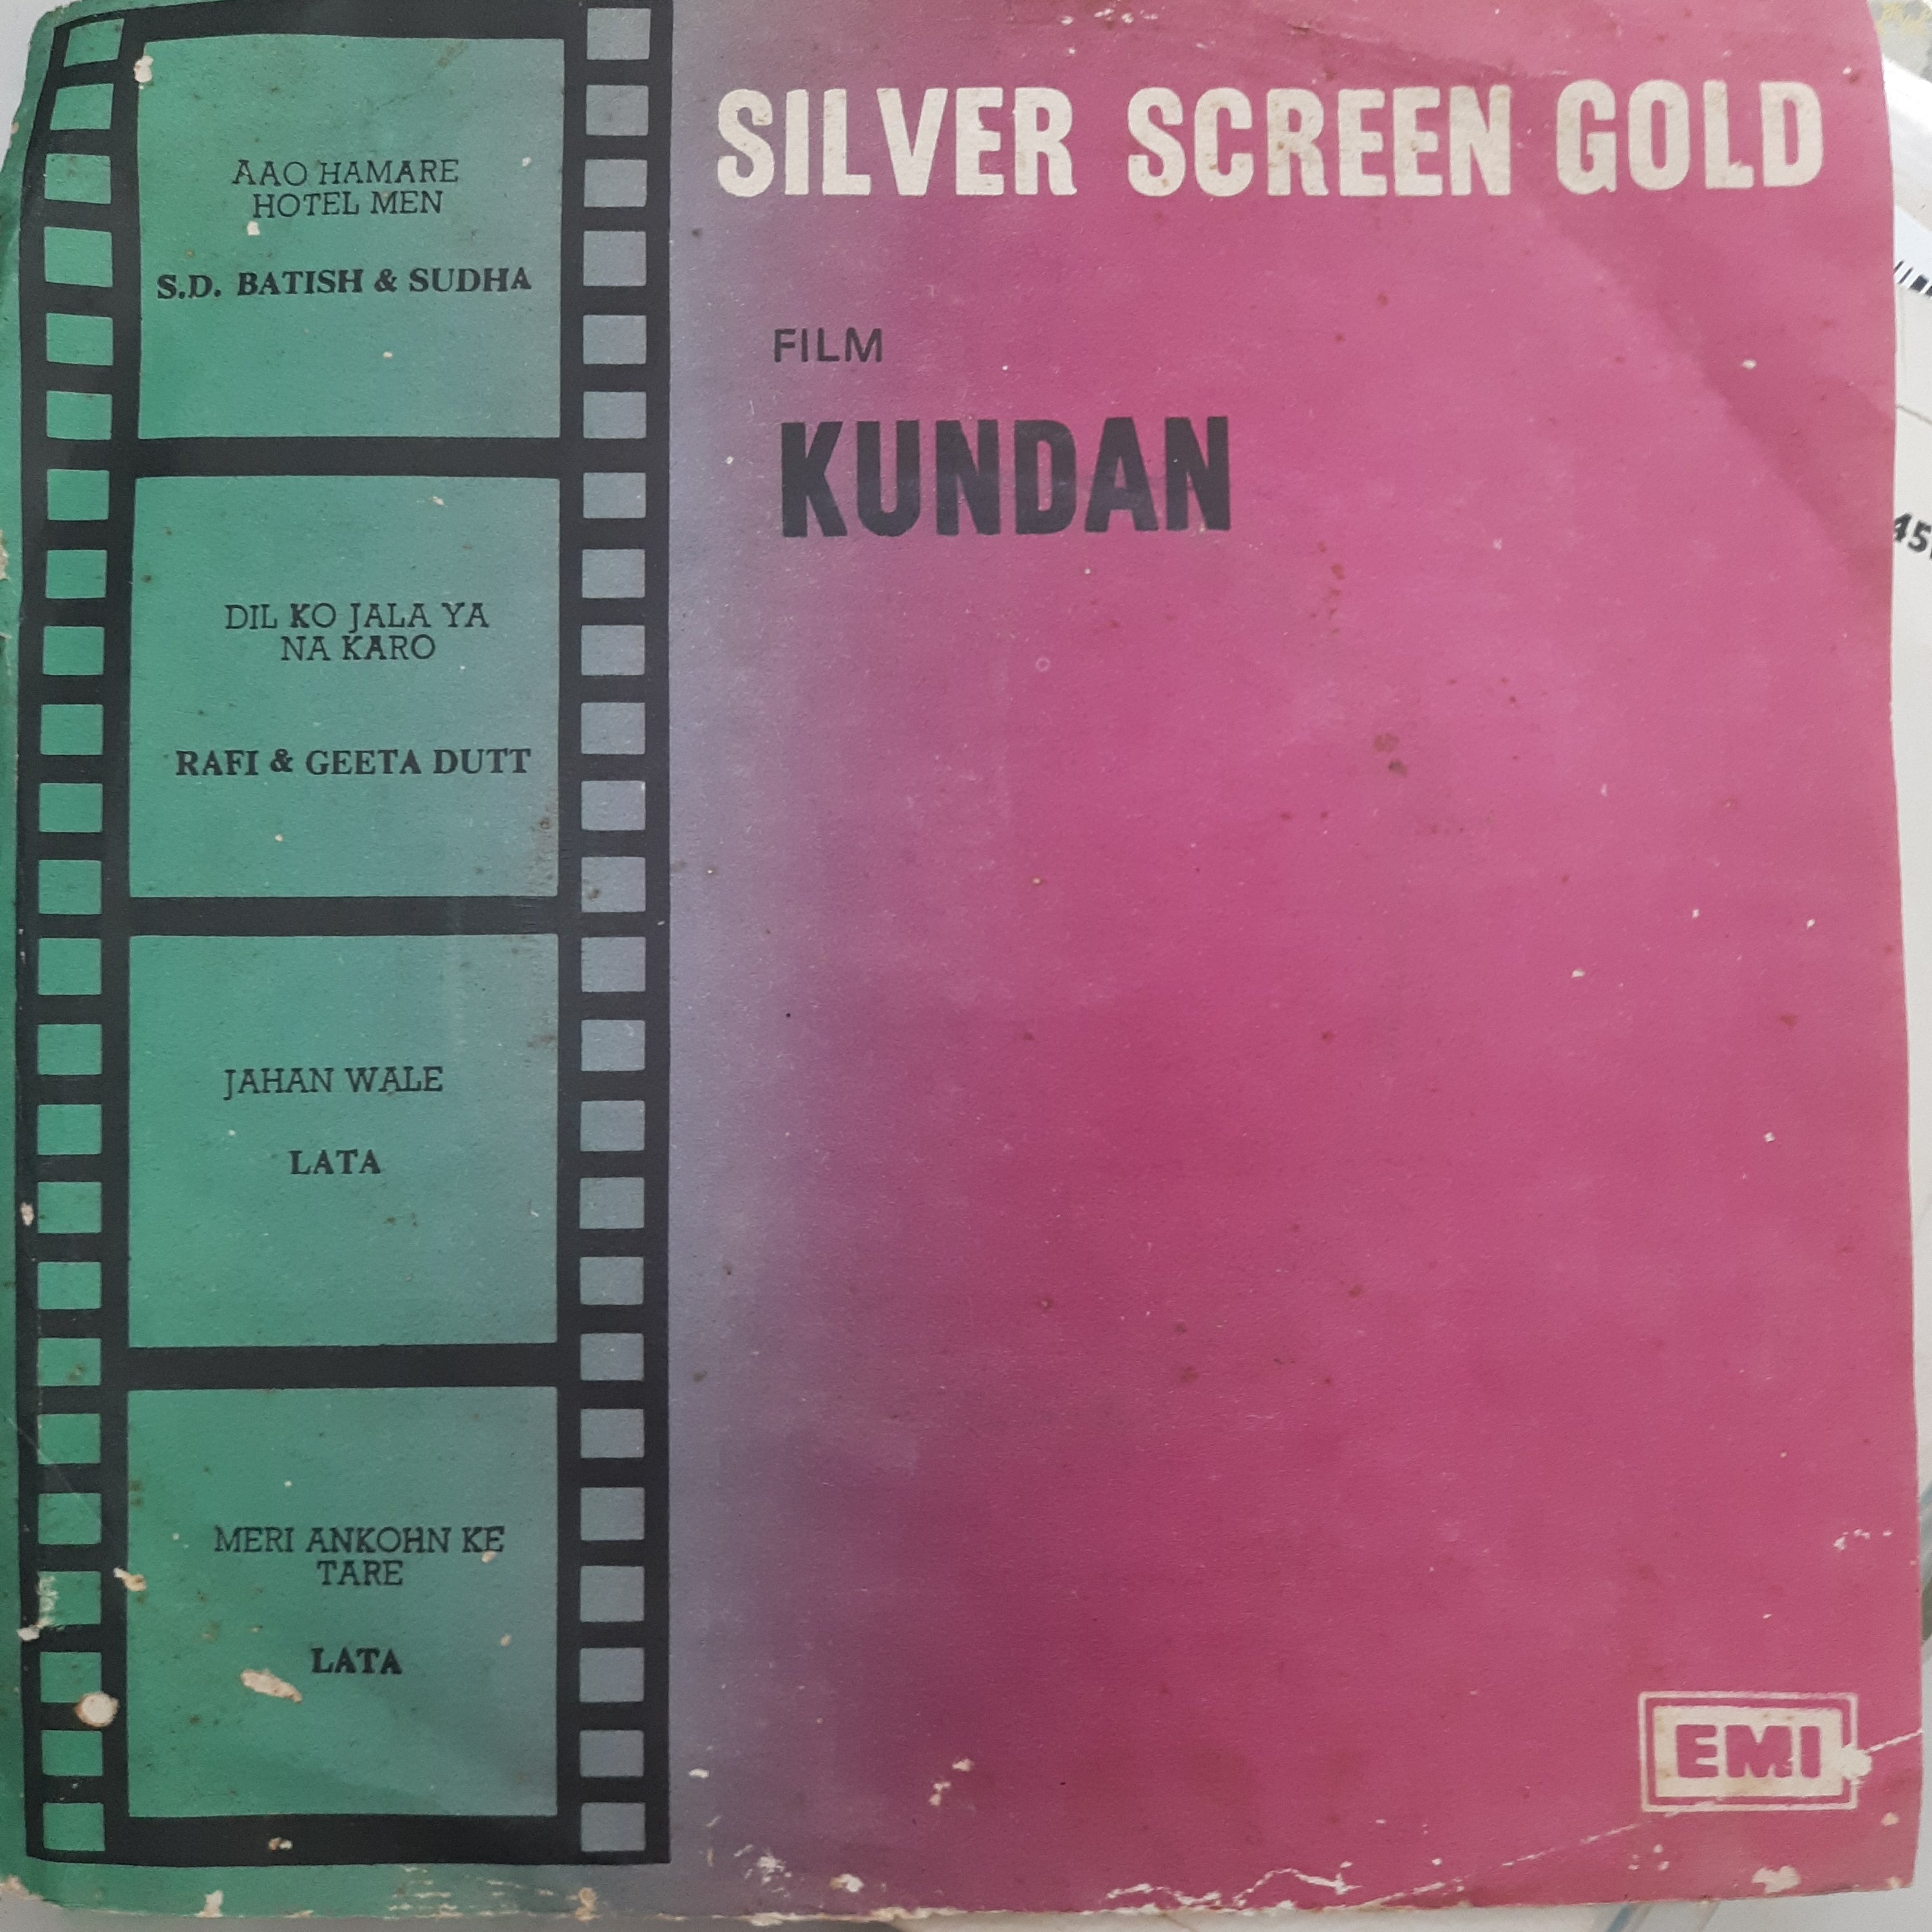 SILVER SCREEN GOLD
FILM
KUNDAN
AAO HAMARE
HOTEL MEN
S.D. BATISH & SUDHA
DIL KO JALA YA
NA KARO
RAFI & GEETA DUTT
JAHAN WALE
LATA
MERI ANKOHN KE
TARE
LATA
EMI
45